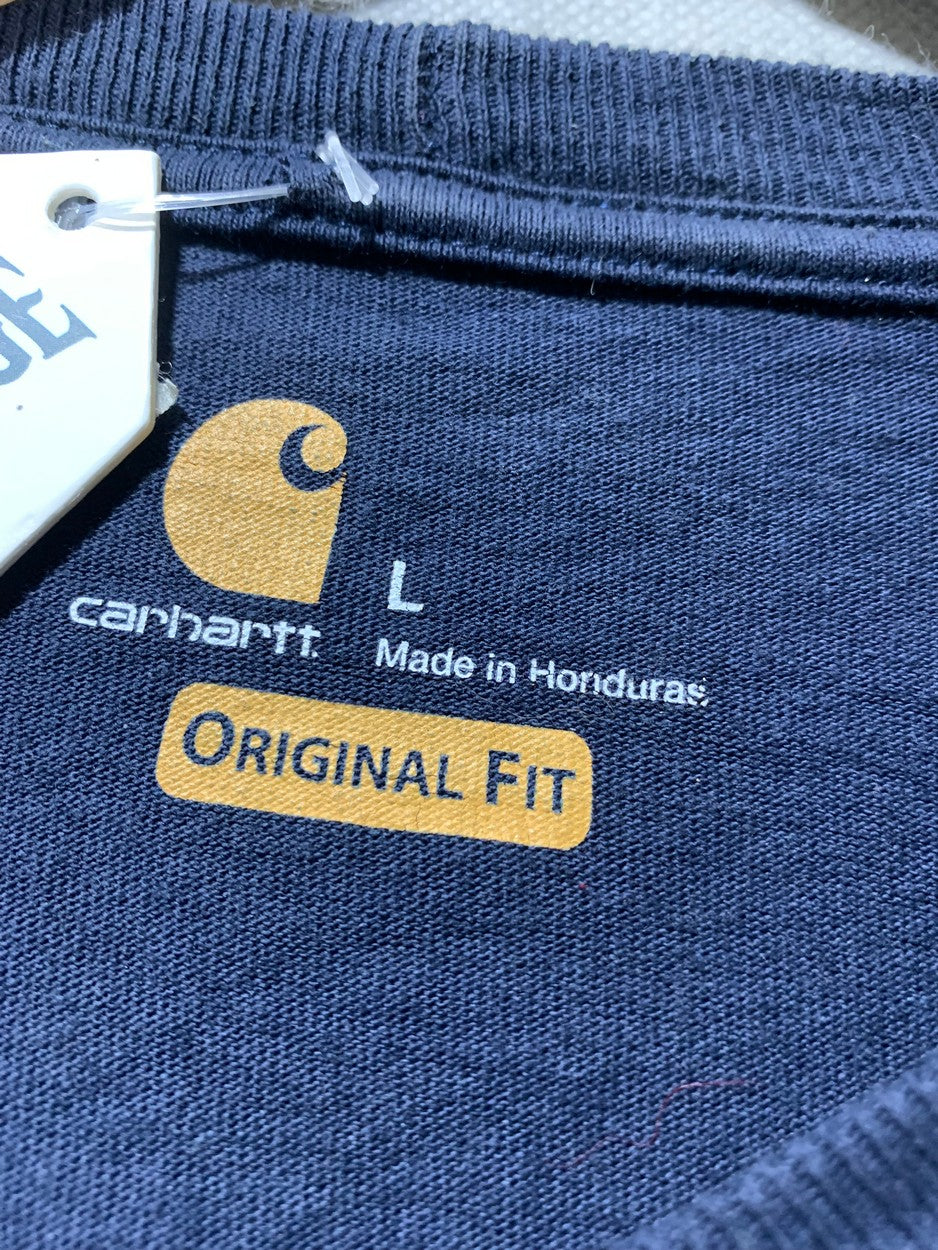 carhartt.
L
Made in Honduras
ORIGINAL FIT